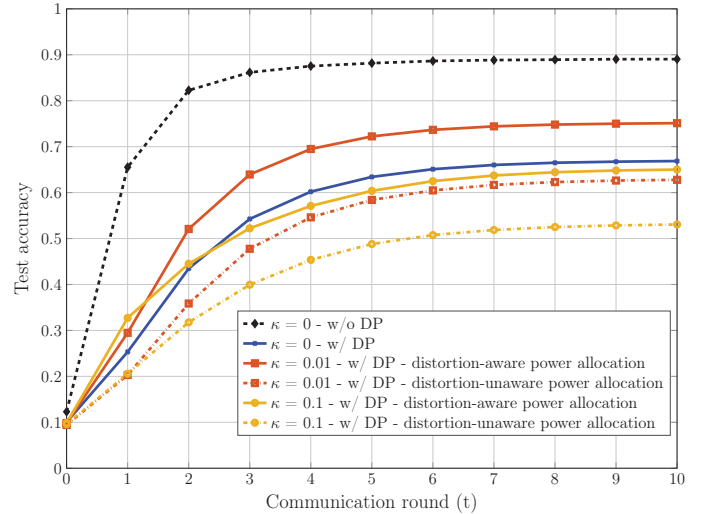 1
0.9
0.8
0.7
0.6
0.5
0.4
0.3
0.2
0.1
0
Test accuracy
κ = 0 - w/o DP
κ = 0 - w/ DP
κ = 0.01 - w/ DP - distortion-aware power allocation
κ = 0.01 - w/ DP - distortion-unaware power allocation
κ = 0.1 - w/ DP - distortion-aware power allocation
κ = 0.1 - w/ DP - distortion-unaware power allocation
0 1 2 3 4 5 6 7 8 9 10
Communication round (t)